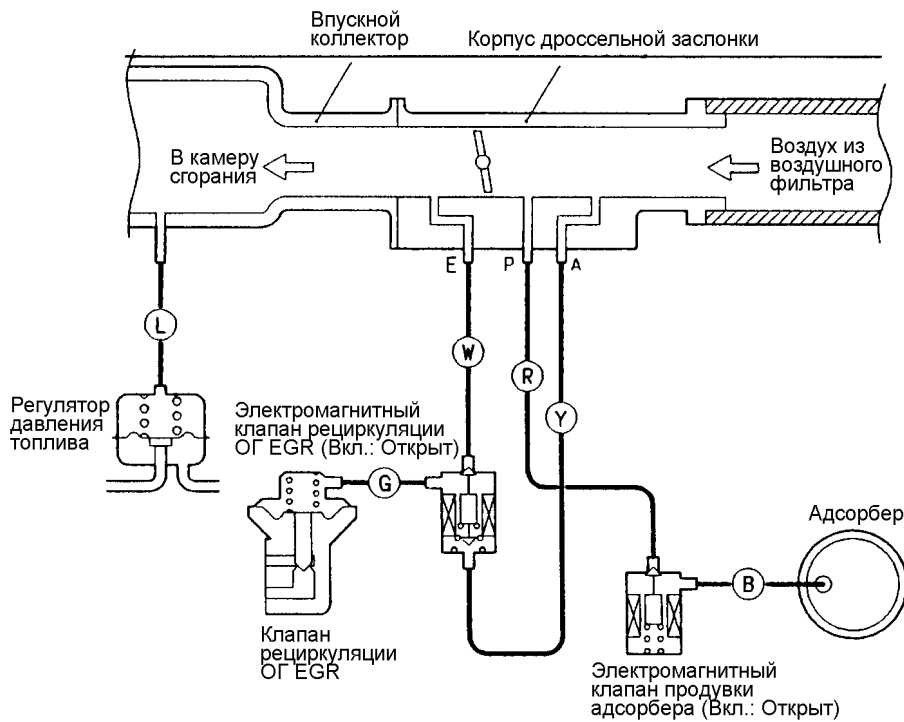 Впускной
коллектор
Корпус дроссельной заслонки
В камеру
сгорания
Воздух из
воздушного
фильтра
E
P
A
L
W
R
Y
Регулятор
давления
топлива
Электромагнитный
клапан рециркуляции
ОГ EGR (Вкл.: Открыт)
G
Адсорбер
B
Клапан
рециркуляции
ОГ EGR
Электромагнитный
клапан продувки
адсорбера (Вкл.: Открыт)